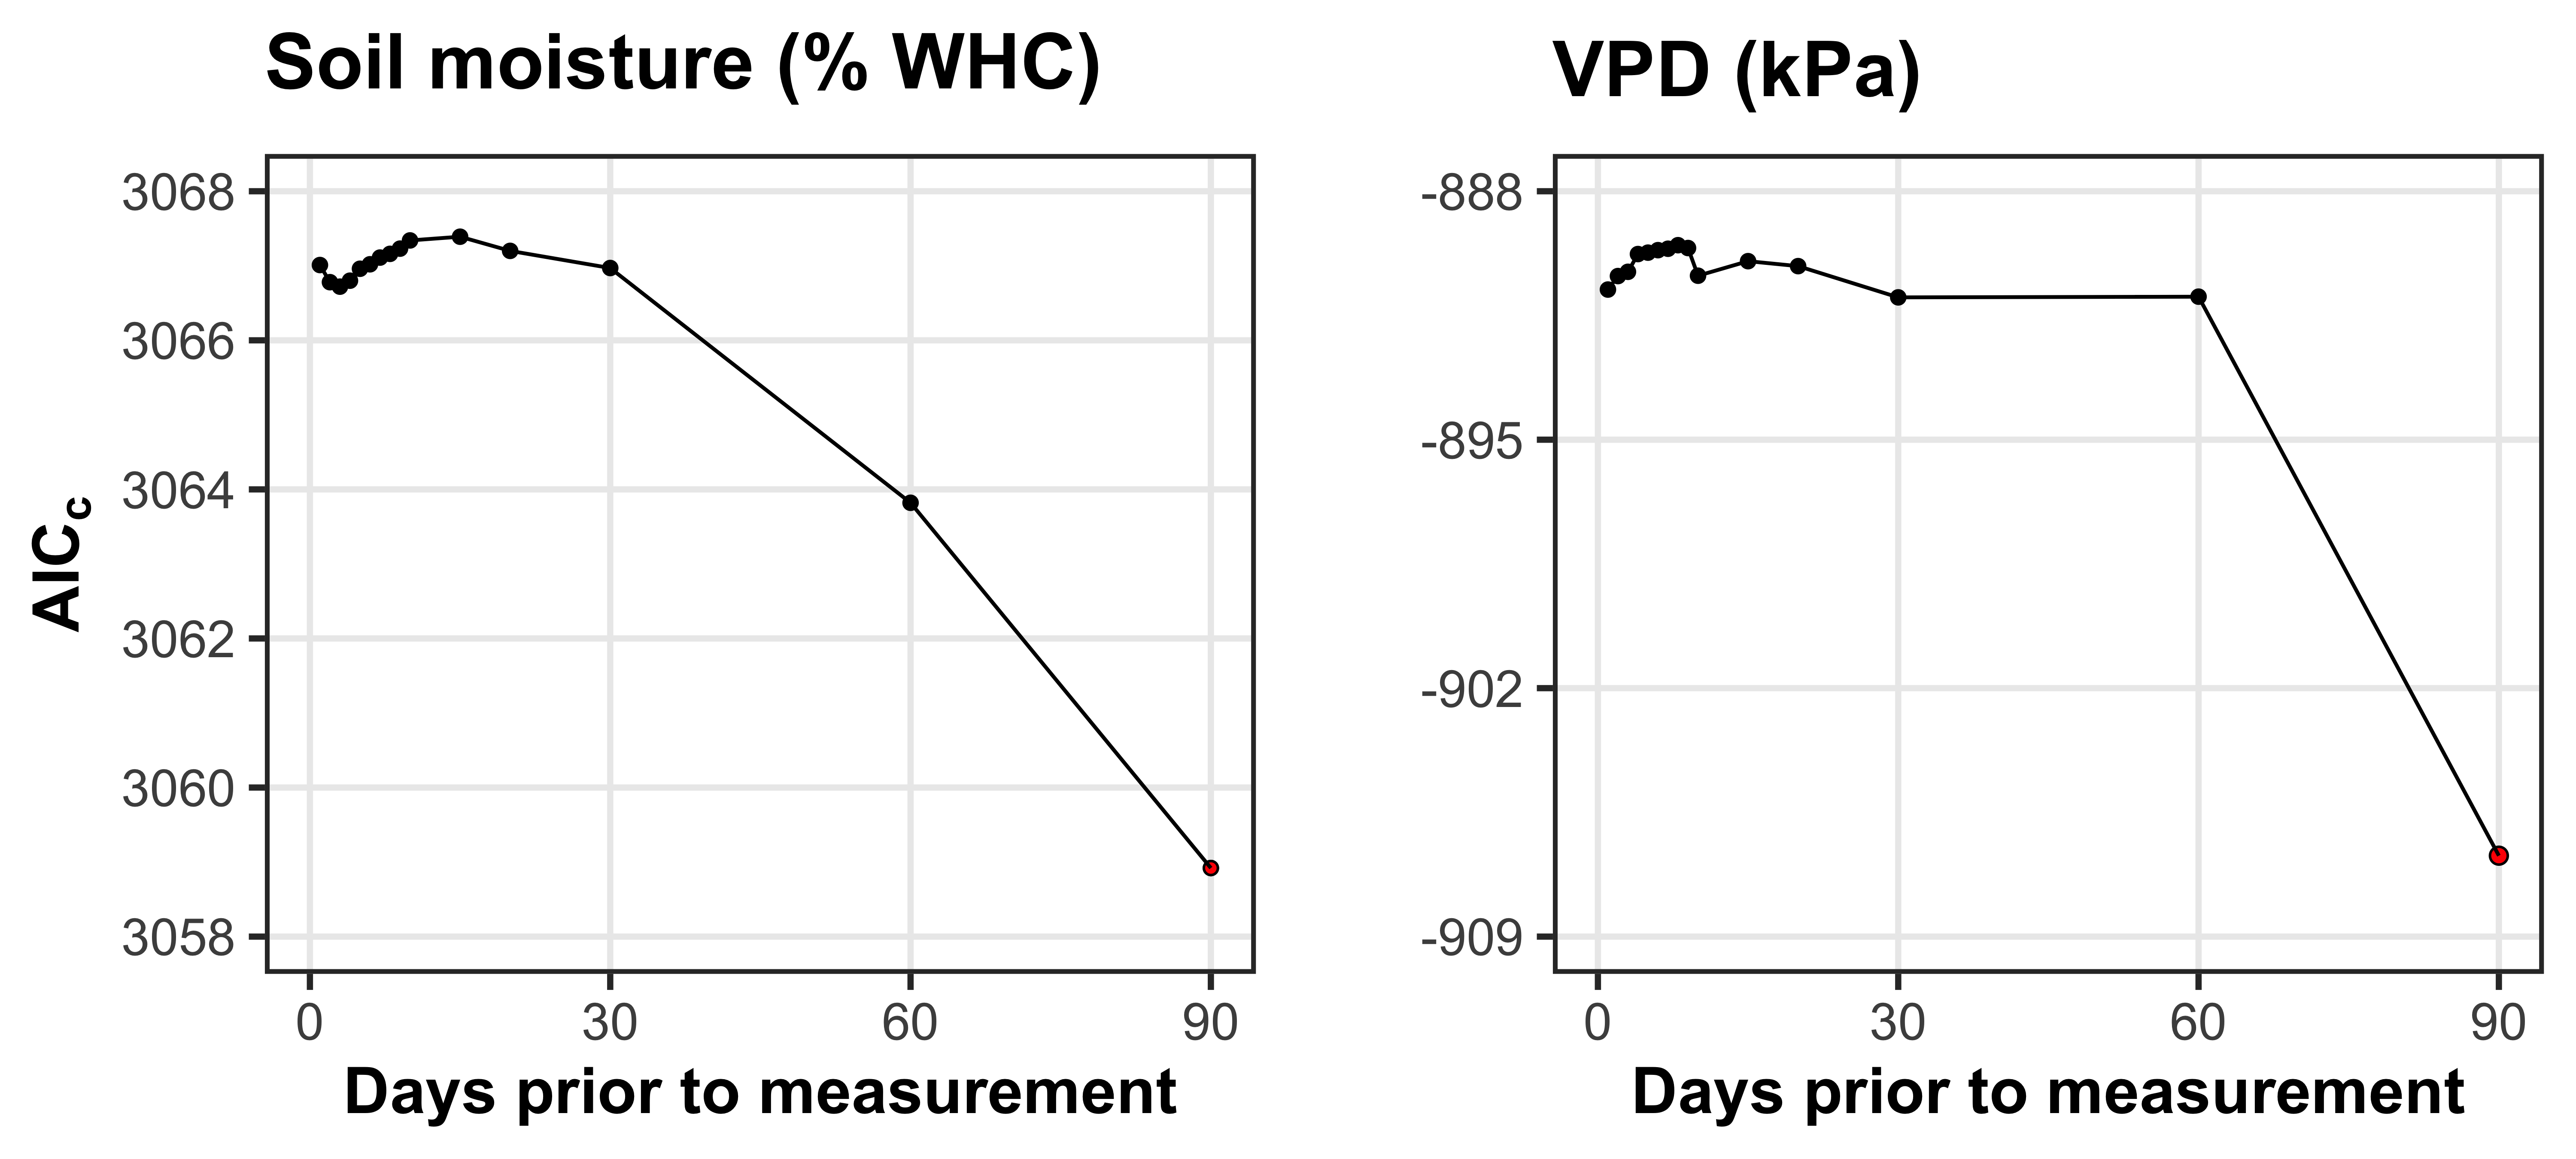 Soil moisture (% WHC)
AICc
3068
3066
3064
3062
3060
3058
0 30 60 90
Days prior to measurement
VPD (kPa)
-888
-895
-902
-909
0 30 60 90
Days prior to measurement